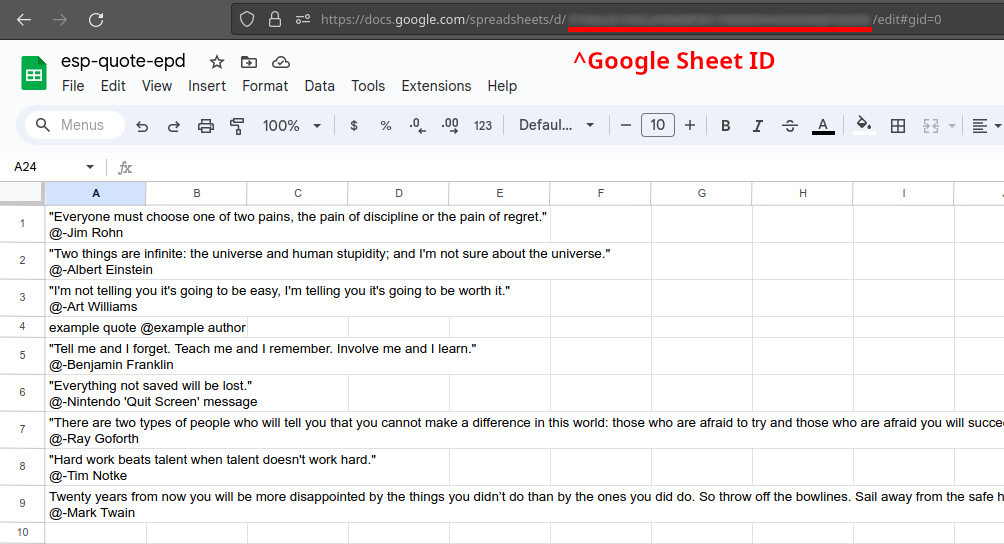 https://docs.google.com/spreadsheets/d/ /edit#gid=0
^Google Sheet ID
esp-quote-epd
File Edit View Insert Format Data Tools Extensions Help
Menus 100% $ % .0 .00 123 Defaul... − 10 + B I S A
A24 fx
A B C D E F G H I
1 "Everyone must choose one of two pains, the pain of discipline or the pain of regret."
@-Jim Rohn
2 "Two things are infinite: the universe and human stupidity; and I'm not sure about the universe."
@-Albert Einstein
3 "I'm not telling you it's going to be easy, I'm telling you it's going to be worth it."
@-Art Williams
4 example quote @example author
5 "Tell me and I forget. Teach me and I remember. Involve me and I learn."
@-Benjamin Franklin
6 "Everything not saved will be lost."
@-Nintendo 'Quit Screen' message
7 "There are two types of people who will tell you that you cannot make a difference in this world: those who are afraid to try and those who are afraid you will succe
@-Ray Goforth
8 "Hard work beats talent when talent doesn't work hard."
@-Tim Notke
9 Twenty years from now you will be more disappointed by the things you didn't do than by the ones you did do. So throw off the bowlines. Sail away from the safe h
@-Mark Twain
10